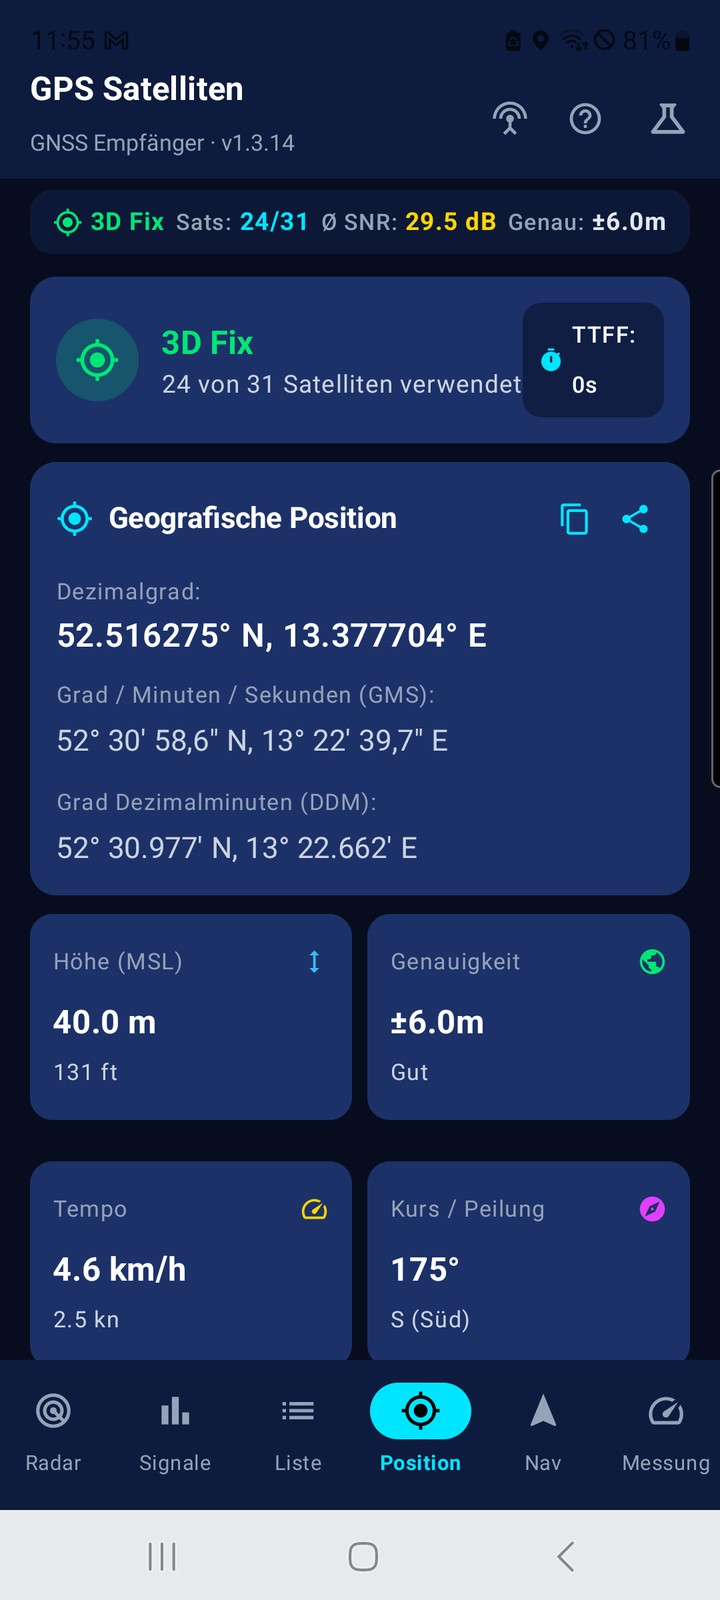 11:55
81%
GPS Satelliten
GNSS Empfänger · v1.3.14
3D Fix Sats: 24/31 Ø SNR: 29.5 dB Genau: ±6.0m
3D Fix
24 von 31 Satelliten verwendet
TTFF:
0s
Geografische Position
Dezimalgrad:
52.516275° N, 13.377704° E
Grad / Minuten / Sekunden (GMS):
52° 30' 58,6" N, 13° 22' 39,7" E
Grad Dezimalminuten (DDM):
52° 30.977' N, 13° 22.662' E
Höhe (MSL)
40.0 m
131 ft
Genauigkeit
±6.0m
Gut
Tempo
4.6 km/h
2.5 kn
Kurs / Peilung
175°
S (Süd)
Radar
Signale
Liste
Position
Nav
Messung